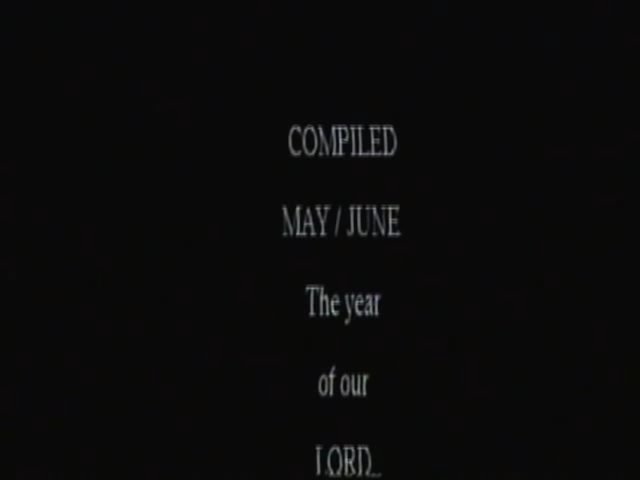 COMPILED
MAY / JUNE
The year
of our
LORD..